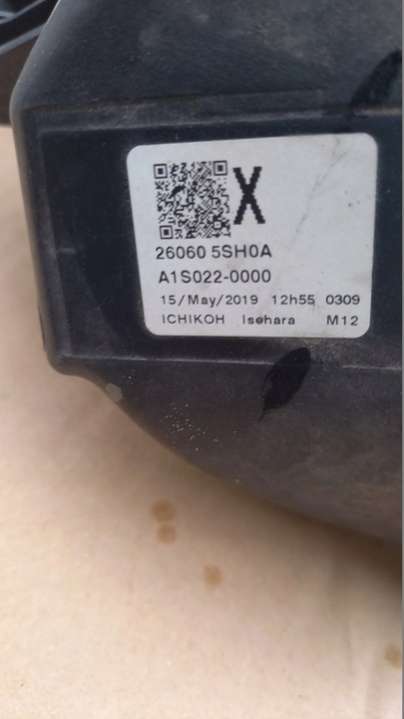 X
26060 5SH0A
A1S022-0000
15/May/2019 12h55 0309
ICHIKOH Isehara M12